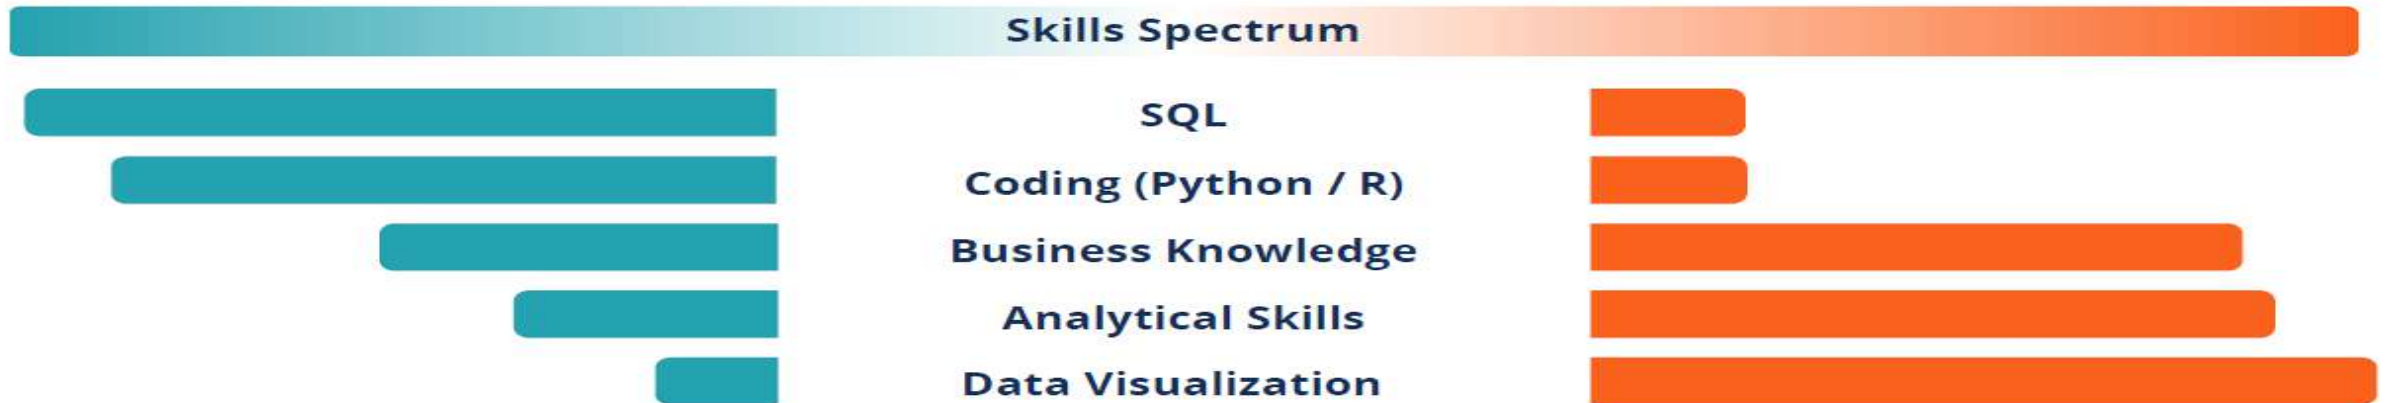 Skills Spectrum
SQL
Coding (Python / R)
Business Knowledge
Analytical Skills
Data Visualization